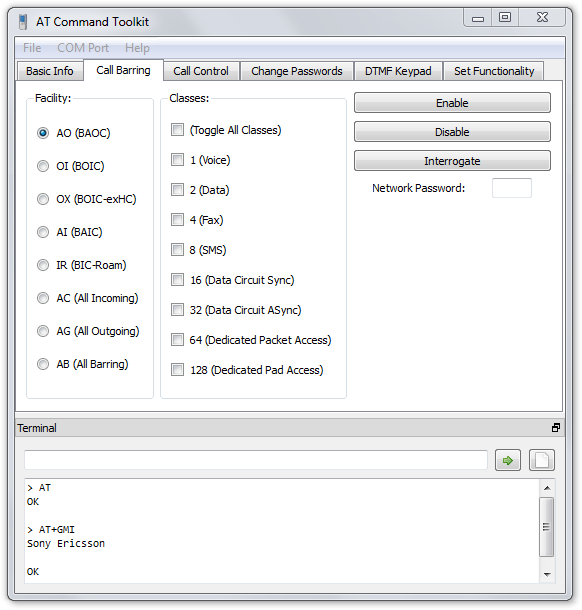 AT Command Toolkit
File COM Port Help
Basic Info Call Barring Call Control Change Passwords DTMF Keypad Set Functionality
Facility:
AO (BAOC)
OI (BOIC)
OX (BOIC-exHC)
AI (BAIC)
IR (BIC-Roam)
AC (All Incoming)
AG (All Outgoing)
AB (All Barring)
Classes:
(Toggle All Classes)
1 (Voice)
2 (Data)
4 (Fax)
8 (SMS)
16 (Data Circuit Sync)
32 (Data Circuit ASync)
64 (Dedicated Packet Access)
128 (Dedicated Pad Access)
Enable
Disable
Interrogate
Network Password:
Terminal
> AT
OK
> AT+GMI
Sony Ericsson
OK